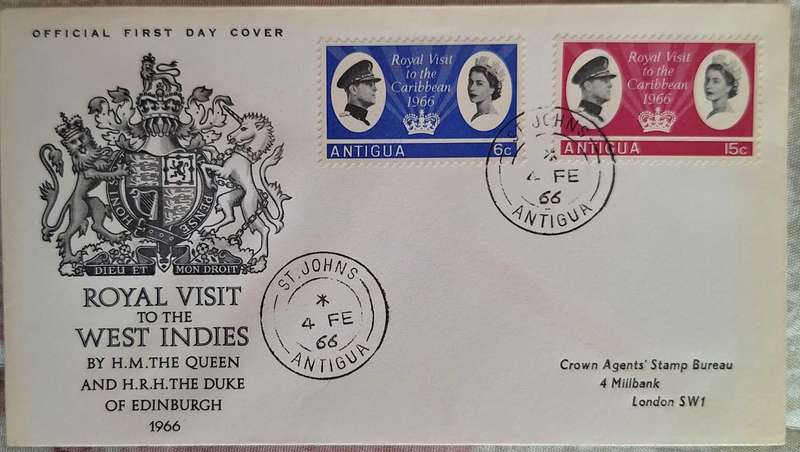 OFFICIAL FIRST DAY COVER
Royal Visit
to the
Caribbean
1966
ANTIGUA 6c
Royal Visit
to the
Caribbean
1966
ANTIGUA 15c
ST. JOHNS
*
4 FE
66
ANTIGUA
HONI
PENSE
DIEU ET MON DROIT
ROYAL VISIT
TO THE
WEST INDIES
BY H.M. THE QUEEN
AND H.R.H. THE DUKE
OF EDINBURGH
1966
ST. JOHNS
*
4 FE
66
ANTIGUA
Crown Agents' Stamp Bureau
4 Millbank
London SW1